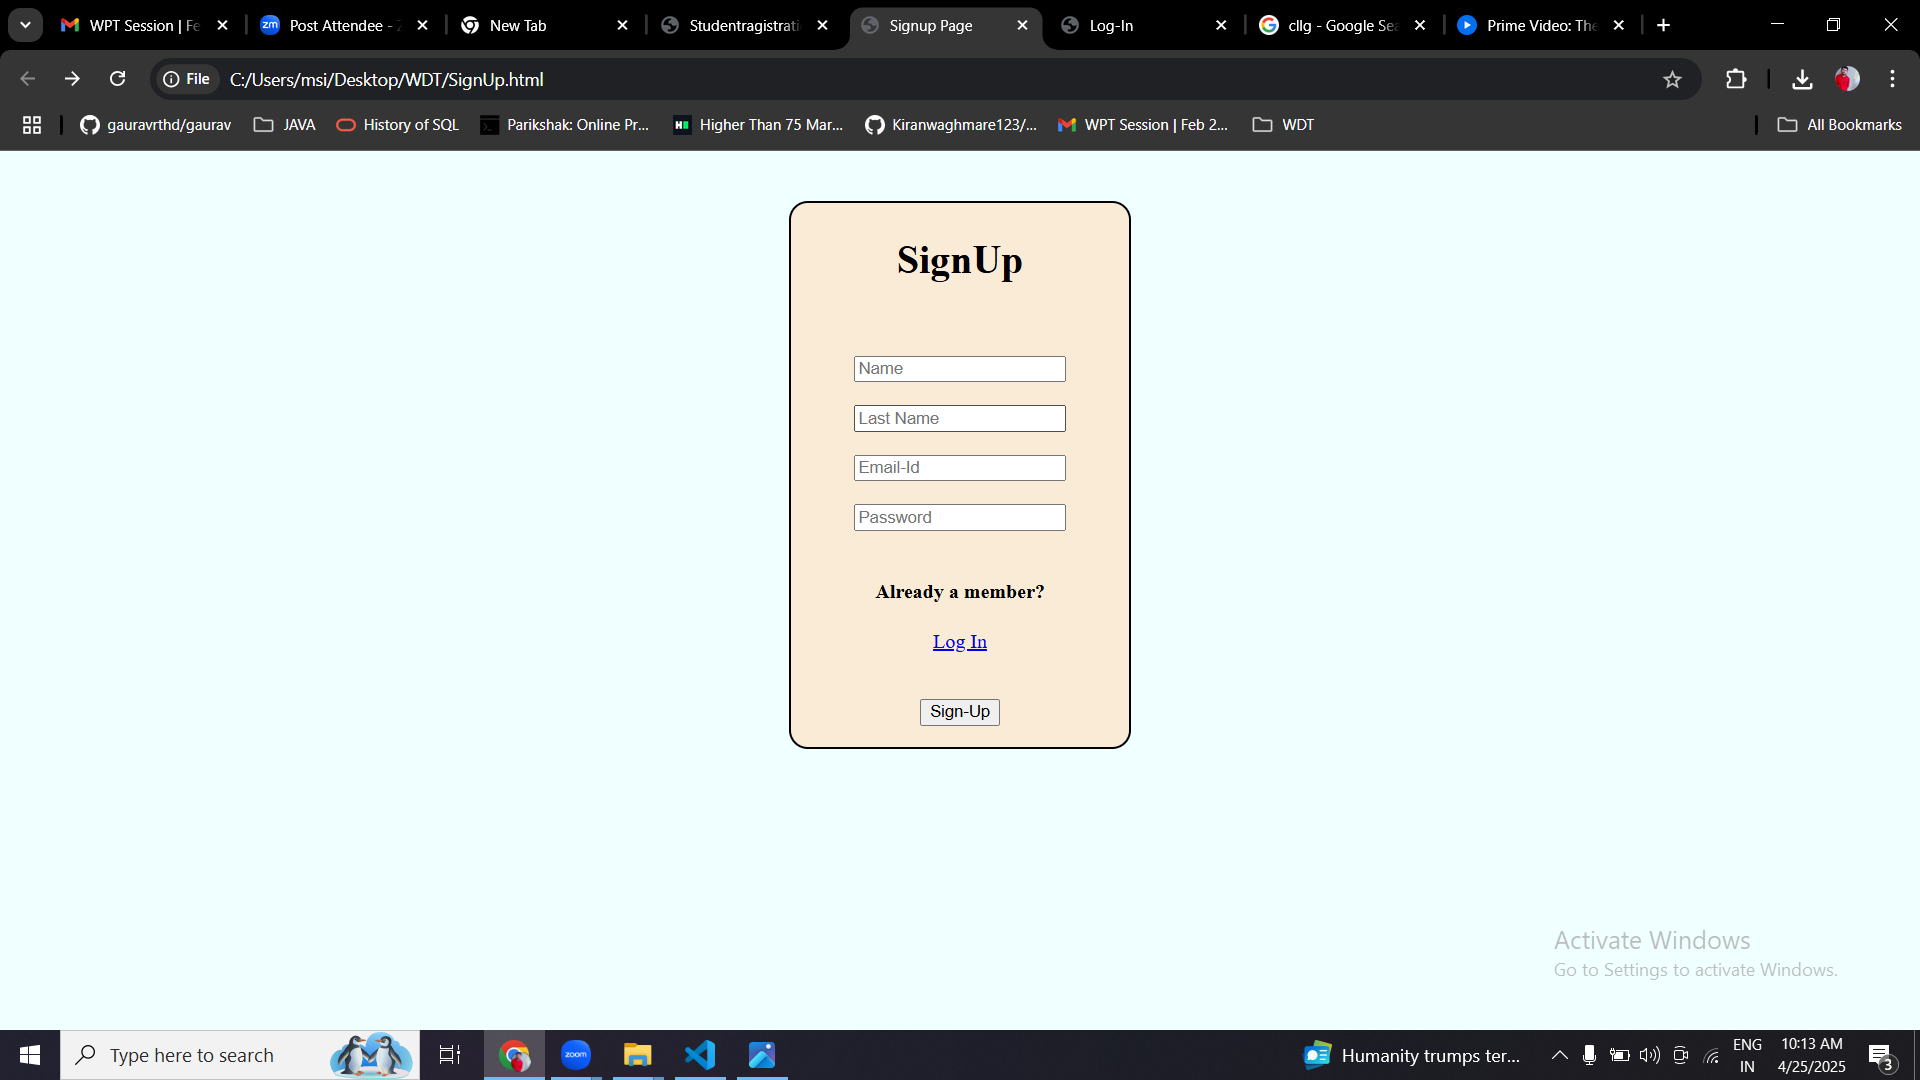 WPT Session | Fe
Post Attendee - Z
New Tab
Studentragistrati
Signup Page
Log-In
cllg - Google Sea
Prime Video: The
File
C:/Users/msi/Desktop/WDT/SignUp.html
gauravrthd/gaurav
JAVA
History of SQL
Parikshak: Online Pr...
Higher Than 75 Mar...
Kiranwaghmare123/...
WPT Session | Feb 2...
WDT
All Bookmarks
SignUp
Name
Last Name
Email-Id
Password
Already a member?
Log In
Sign-Up
Activate Windows
Go to Settings to activate Windows.
Type here to search
zoom
Humanity trumps ter...
ENG
IN
10:13 AM
4/25/2025
3